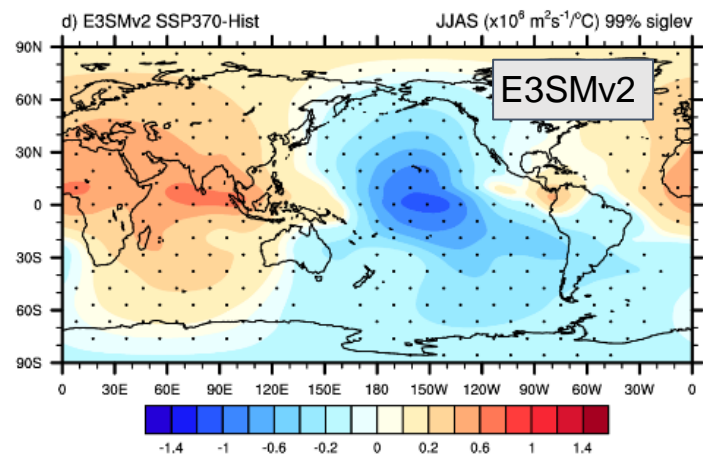 d) E3SMv2 SSP370-Hist JJAS (x10⁶ m²s⁻¹/°C) 99% siglev
E3SMv2
90N
60N
30N
0
30S
60S
90S
0 30E 60E 90E 120E 150E 180 150W 120W 90W 60W 30W 0
-1.4 -1 -0.6 -0.2 0 0.2 0.6 1 1.4